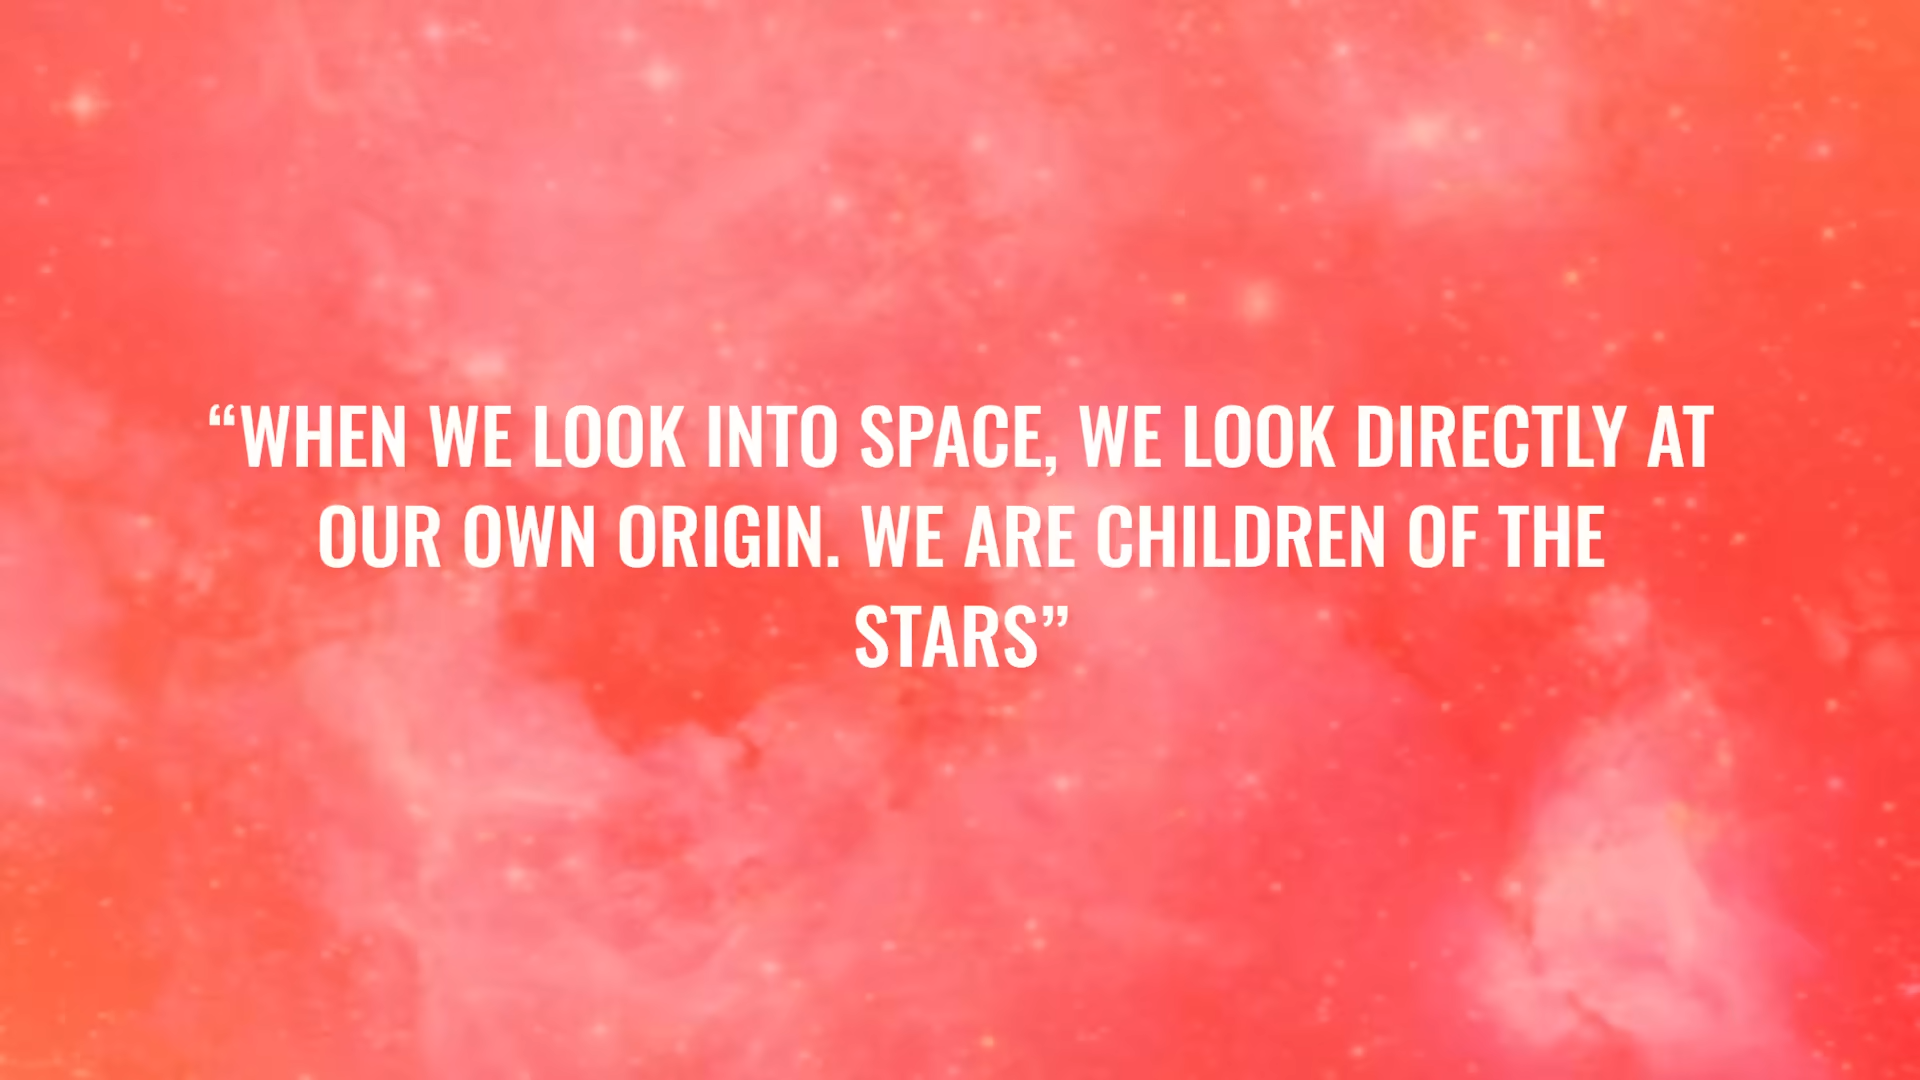 “WHEN WE LOOK INTO SPACE, WE LOOK DIRECTLY AT
OUR OWN ORIGIN. WE ARE CHILDREN OF THE
STARS”